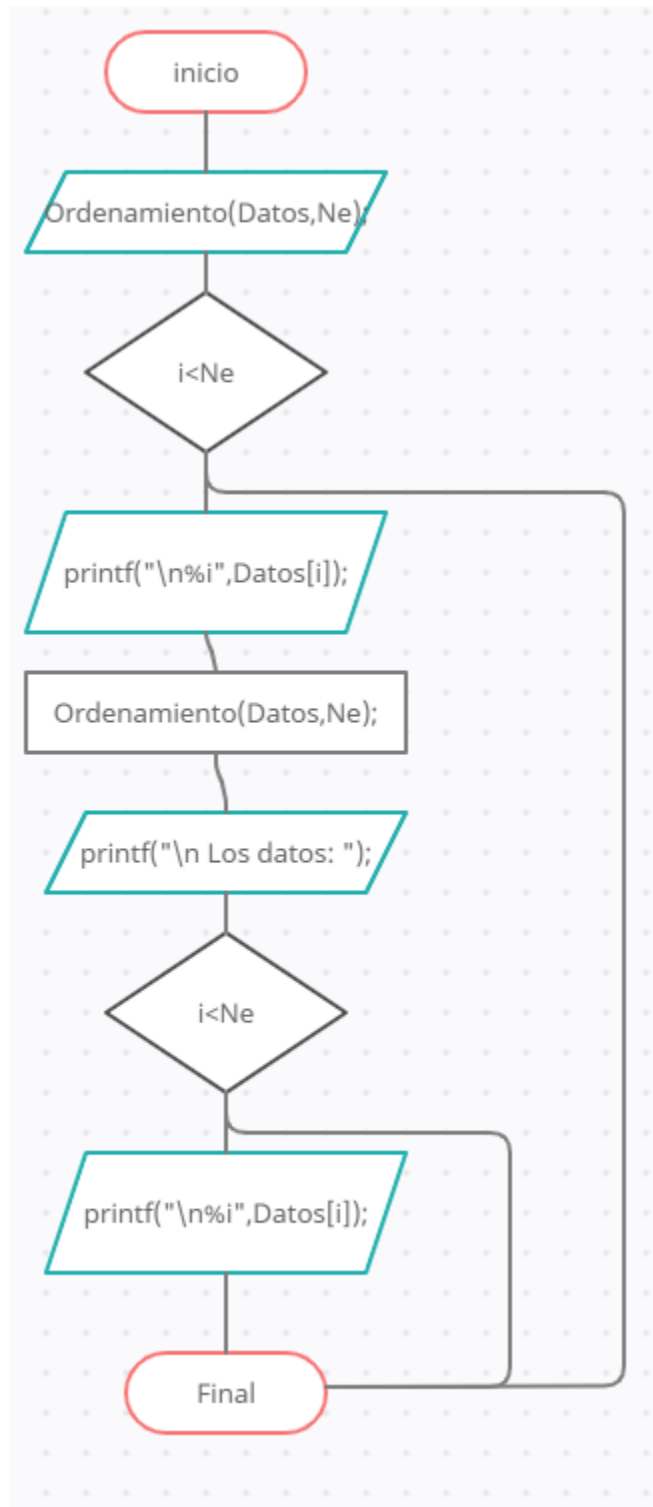 inicio
Ordenamiento(Datos,Ne);
i<Ne
printf("\n%i",Datos[i]);
Ordenamiento(Datos,Ne);
printf("\n Los datos: ");
i<Ne
printf("\n%i",Datos[i]);
Final